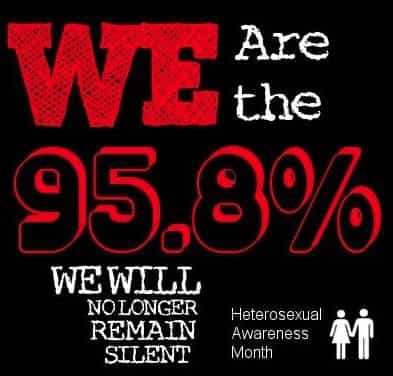 WE Are
the
95.8%
WE WILL
NO LONGER
REMAIN
SILENT
Heterosexual
Awareness
Month